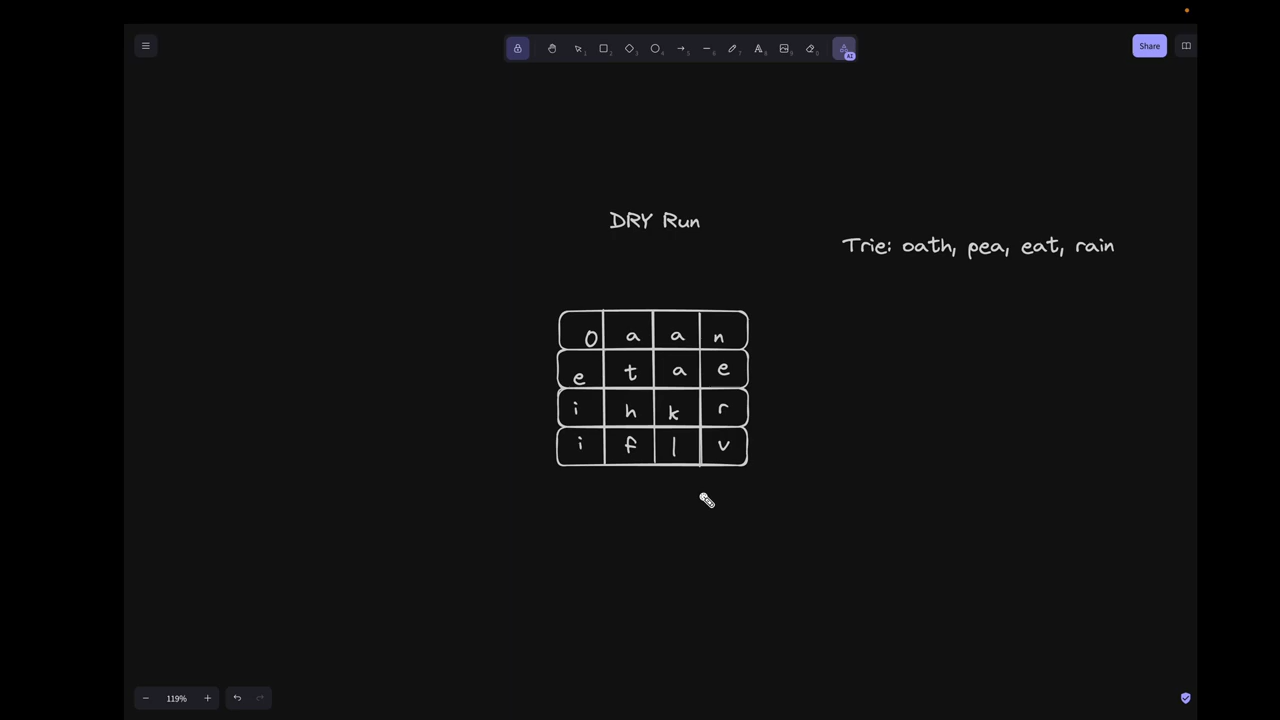 Share
DRY Run
Trie: oath, pea, eat, rain
o a a n
e t a e
i h k r
i f l v
119%